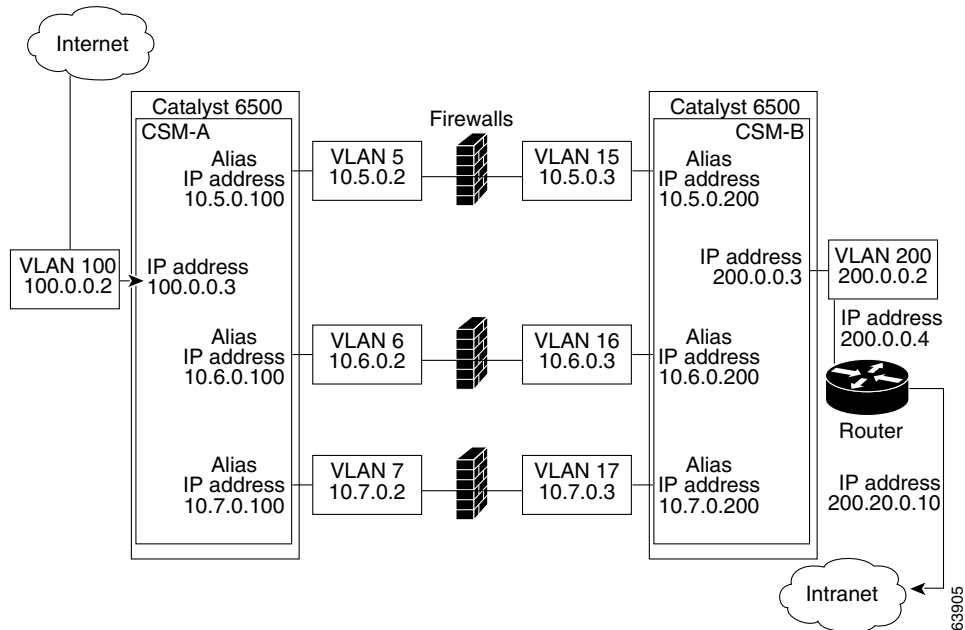 Internet
Catalyst 6500
CSM-A
Alias
IP address
10.5.0.100
VLAN 5
10.5.0.2
Firewalls
VLAN 15
10.5.0.3
Catalyst 6500
CSM-B
Alias
IP address
10.5.0.200
VLAN 100
100.0.0.2
IP address
100.0.0.3
IP address
200.0.0.3
VLAN 200
200.0.0.2
Alias
IP address
10.6.0.100
VLAN 6
10.6.0.2
VLAN 16
10.6.0.3
Alias
IP address
10.6.0.200
IP address
200.0.0.4
Router
Alias
IP address
10.7.0.100
VLAN 7
10.7.0.2
VLAN 17
10.7.0.3
Alias
IP address
10.7.0.200
IP address
200.20.0.10
Intranet
63905